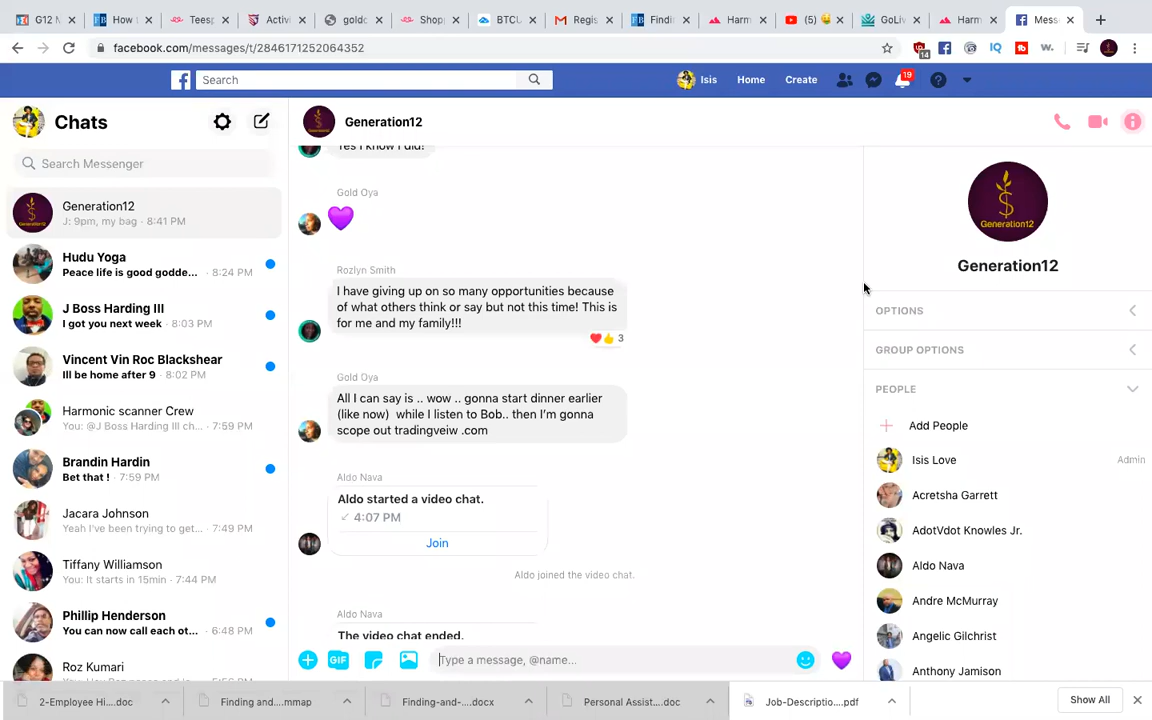 G12 M
How
Teesp
Activi
goldc
Shopp
BTCU
Regis
Findi
Harm
(5)
GoLiv
Harm
Mess
facebook.com/messages/t/2846171252064352
14
IQ
w.
Search
Isis
Home
Create
19
Chats
Search Messenger
Generation12
J: 9pm, my bag · 8:41 PM
Hudu Yoga
Peace life is good godde... · 8:24 PM
J Boss Harding III
I got you next week · 8:03 PM
Vincent Vin Roc Blackshear
Ill be home after 9 · 8:02 PM
Harmonic scanner Crew
You: @J Boss Harding III ch... · 7:59 PM
Brandin Hardin
Bet that ! · 7:59 PM
Jacara Johnson
Yeah I've been trying to get... · 7:49 PM
Tiffany Williamson
You: It starts in 15min · 7:44 PM
Phillip Henderson
You can now call each ot... · 6:48 PM
Roz Kumari
Generation12
Yes I know I did!
Gold Oya
Rozlyn Smith
I have giving up on so many opportunities because
of what others think or say but not this time! This is
for me and my family!!!
3
Gold Oya
All I can say is .. wow .. gonna start dinner earlier
(like now) while I listen to Bob.. then I'm gonna
scope out tradingveiw .com
Aldo Nava
Aldo started a video chat.
4:07 PM
Join
Aldo joined the video chat.
Aldo Nava
The video chat ended.
GIF
Type a message, @name...
Generation12
Generation12
OPTIONS
GROUP OPTIONS
PEOPLE
Add People
Isis Love
Admin
Acretsha Garrett
AdotVdot Knowles Jr.
Aldo Nava
Andre McMurray
Angelic Gilchrist
Anthony Jamison
2-Employee Hi....doc
Finding and....mmap
Finding-and-....docx
Personal Assist....doc
Job-Descriptio....pdf
Show All